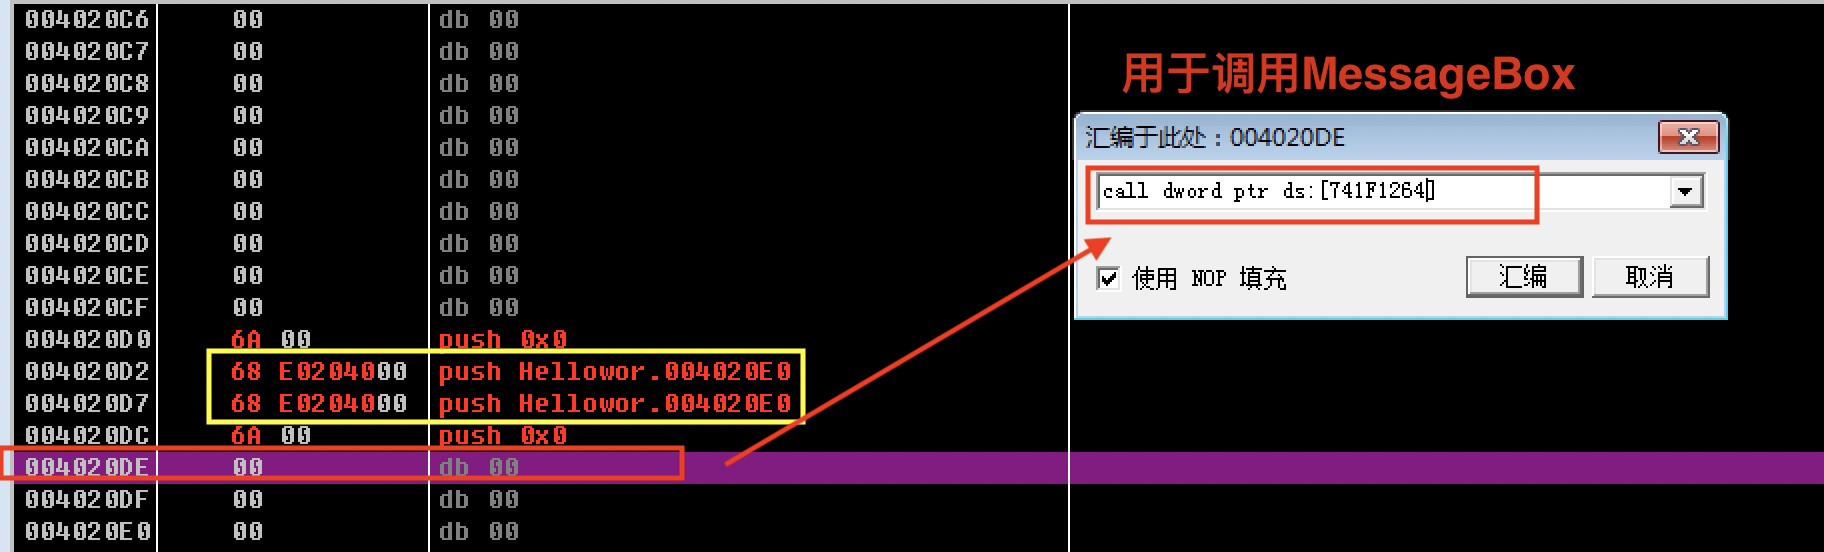 004020C6 00 db 00
004020C7 00 db 00
004020C8 00 db 00
004020C9 00 db 00
004020CA 00 db 00
004020CB 00 db 00
004020CC 00 db 00
004020CD 00 db 00
004020CE 00 db 00
004020CF 00 db 00
004020D0 6A 00 push 0x0
004020D2 68 E0204000 push Hellowor.004020E0
004020D7 68 E0204000 push Hellowor.004020E0
004020DC 6A 00 push 0x0
004020DE 00 db 00
004020DF 00 db 00
004020E0 00 db 00
用于调用MessageBox
汇编于此处：004020DE
call dword ptr ds:[741F1264]
使用 NOP 填充
汇编
取消